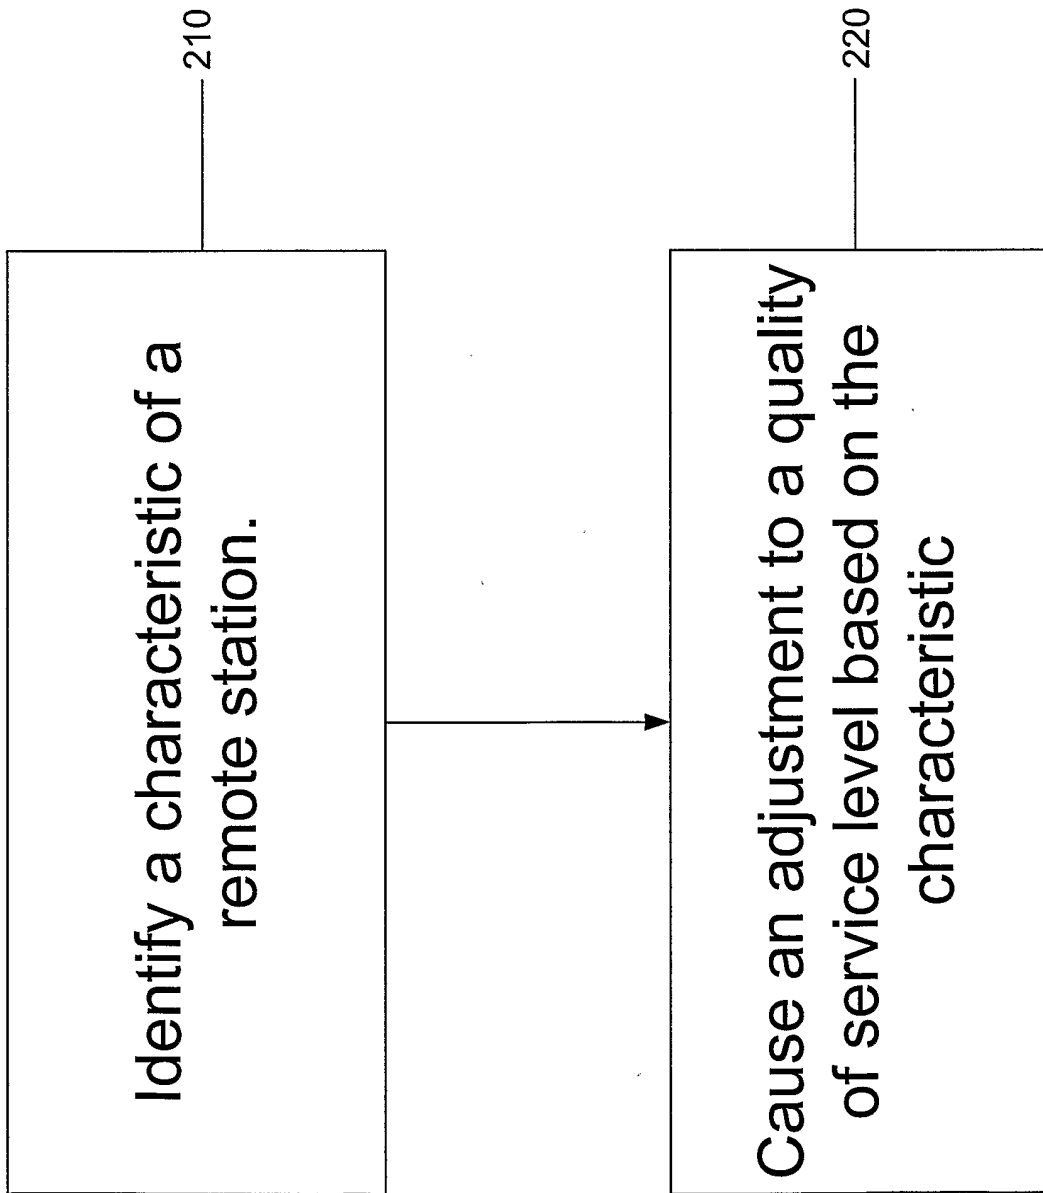 Identify a characteristic of a
remote station.
210
Cause an adjustment to a quality
of service level based on the
characteristic
220